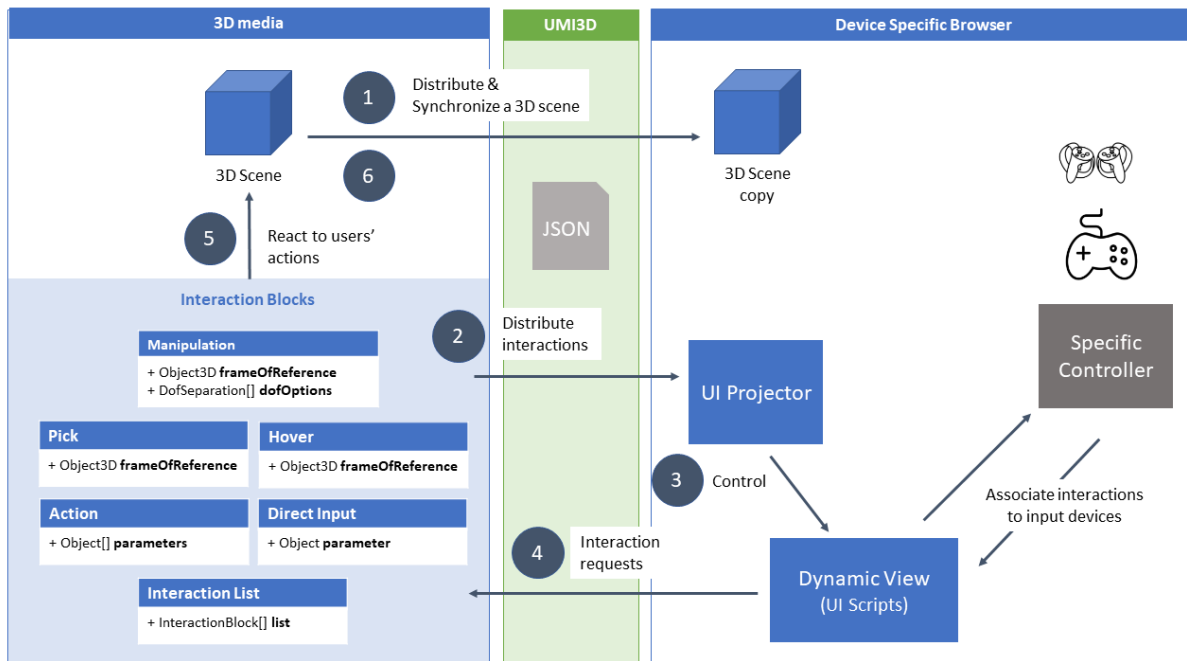 3D media
UMI3D
Device Specific Browser
1
Distribute &
Synchronize a 3D scene
6
3D Scene
3D Scene
copy
JSON
5
React to users'
actions
Interaction Blocks
Manipulation
+ Object3D frameOfReference
+ DofSeparation[] dofOptions
Pick
+ Object3D frameOfReference
Hover
+ Object3D frameOfReference
Action
+ Object[] parameters
Direct Input
+ Object parameter
Interaction List
+ InteractionBlock[] list
2
Distribute
interactions
UI Projector
Specific
Controller
3
Control
Associate interactions
to input devices
4
Interaction
requests
Dynamic View
(UI Scripts)